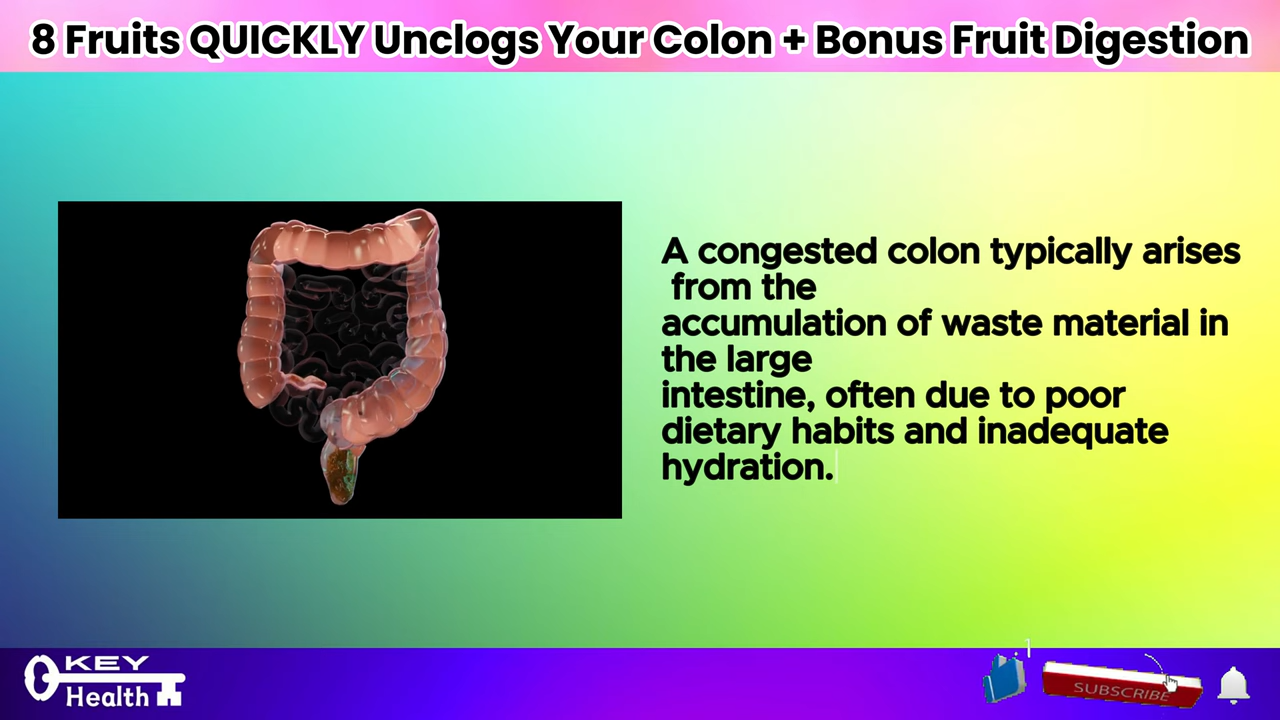 8 Fruits QUICKLY Unclogs Your Colon + Bonus Fruit Digestion
A congested colon typically arises
from the
accumulation of waste material in
the large
intestine, often due to poor
dietary habits and inadequate
hydration.
KEY
Health
SUBSCRIBE